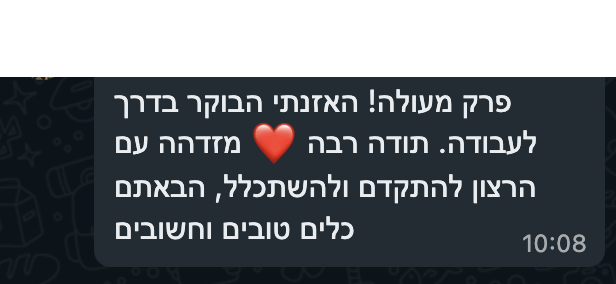 פרק מעולה! האזנתי הבוקר בדרך
לעבודה. תודה רבה ❤️ מזדהה עם
הרצון להתקדם ולהשתכלל, הבאתם
כלים טובים וחשובים
10:08